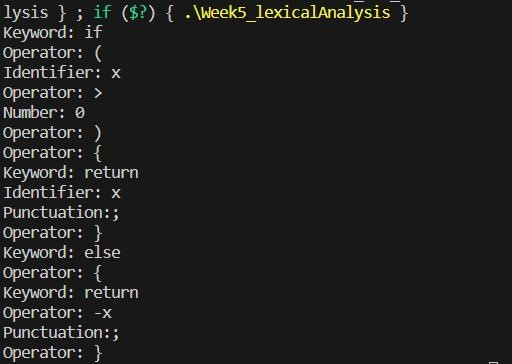 lysis } ; if ($?) { .\Week5_lexicalAnalysis }
Keyword: if
Operator: (
Identifier: x
Operator: >
Number: 0
Operator: )
Operator: {
Keyword: return
Identifier: x
Punctuation:;
Operator: }
Keyword: else
Operator: {
Keyword: return
Operator: -x
Punctuation:;
Operator: }